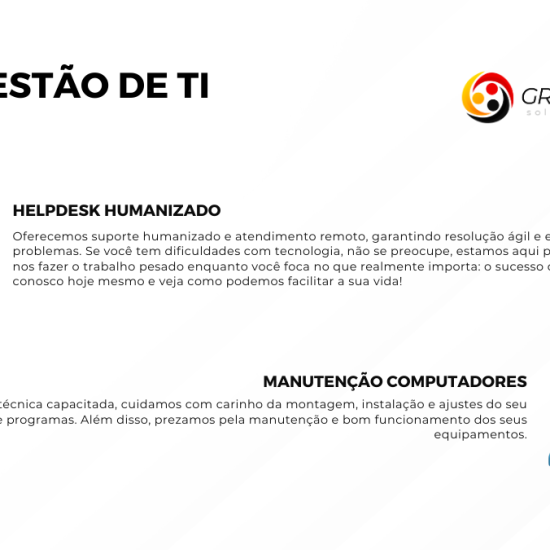 ESTÃO DE TI
GR
sol
HELPDESK HUMANIZADO
Oferecemos suporte humanizado e atendimento remoto, garantindo resolução ágil e e
problemas. Se você tem dificuldades com tecnologia, não se preocupe, estamos aqui p
nos fazer o trabalho pesado enquanto você foca no que realmente importa: o sucesso
conosco hoje mesmo e veja como podemos facilitar a sua vida!
MANUTENÇÃO COMPUTADORES
técnica capacitada, cuidamos com carinho da montagem, instalação e ajustes do seu
e programas. Além disso, prezamos pela manutenção e bom funcionamento dos seus
equipamentos.